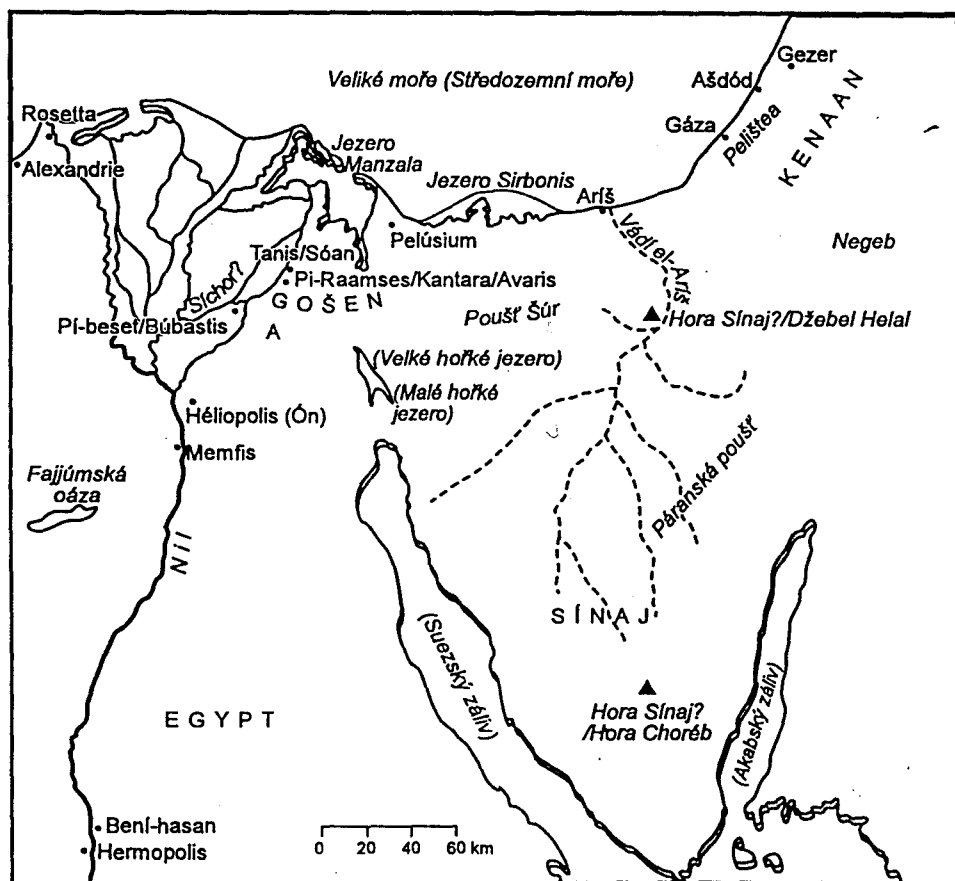 Gezer
Veliké moře (Středozemní moře)
Ašdód
KENAAN
Rosetta
Gáza
Pelištea
Jezero
Manzala
Alexandrie
Jezero Sirbonis
Aríš
Vádí el-Aríš
Pelúsium
Negeb
Tanis/Sóan
Síchor?
Pi-Raamses/Kantara/Avaris
GOŠEN
Poušť Šúr
Hora Sínaj?/Džebel Helal
Pí-beset/Búbastis
A
(Velké hořké jezero)
(Malé hořké
jezero)
Héliopolis (Ón)
Memfis
Fajjúmská
oáza
Páranská poušť
Nil
SÍNAJ
(Suezský záliv)
(Akabský záliv)
Hora Sínaj?
/Hora Choréb
EGYPT
Bení-hasan
Hermopolis
0 20 40 60 km